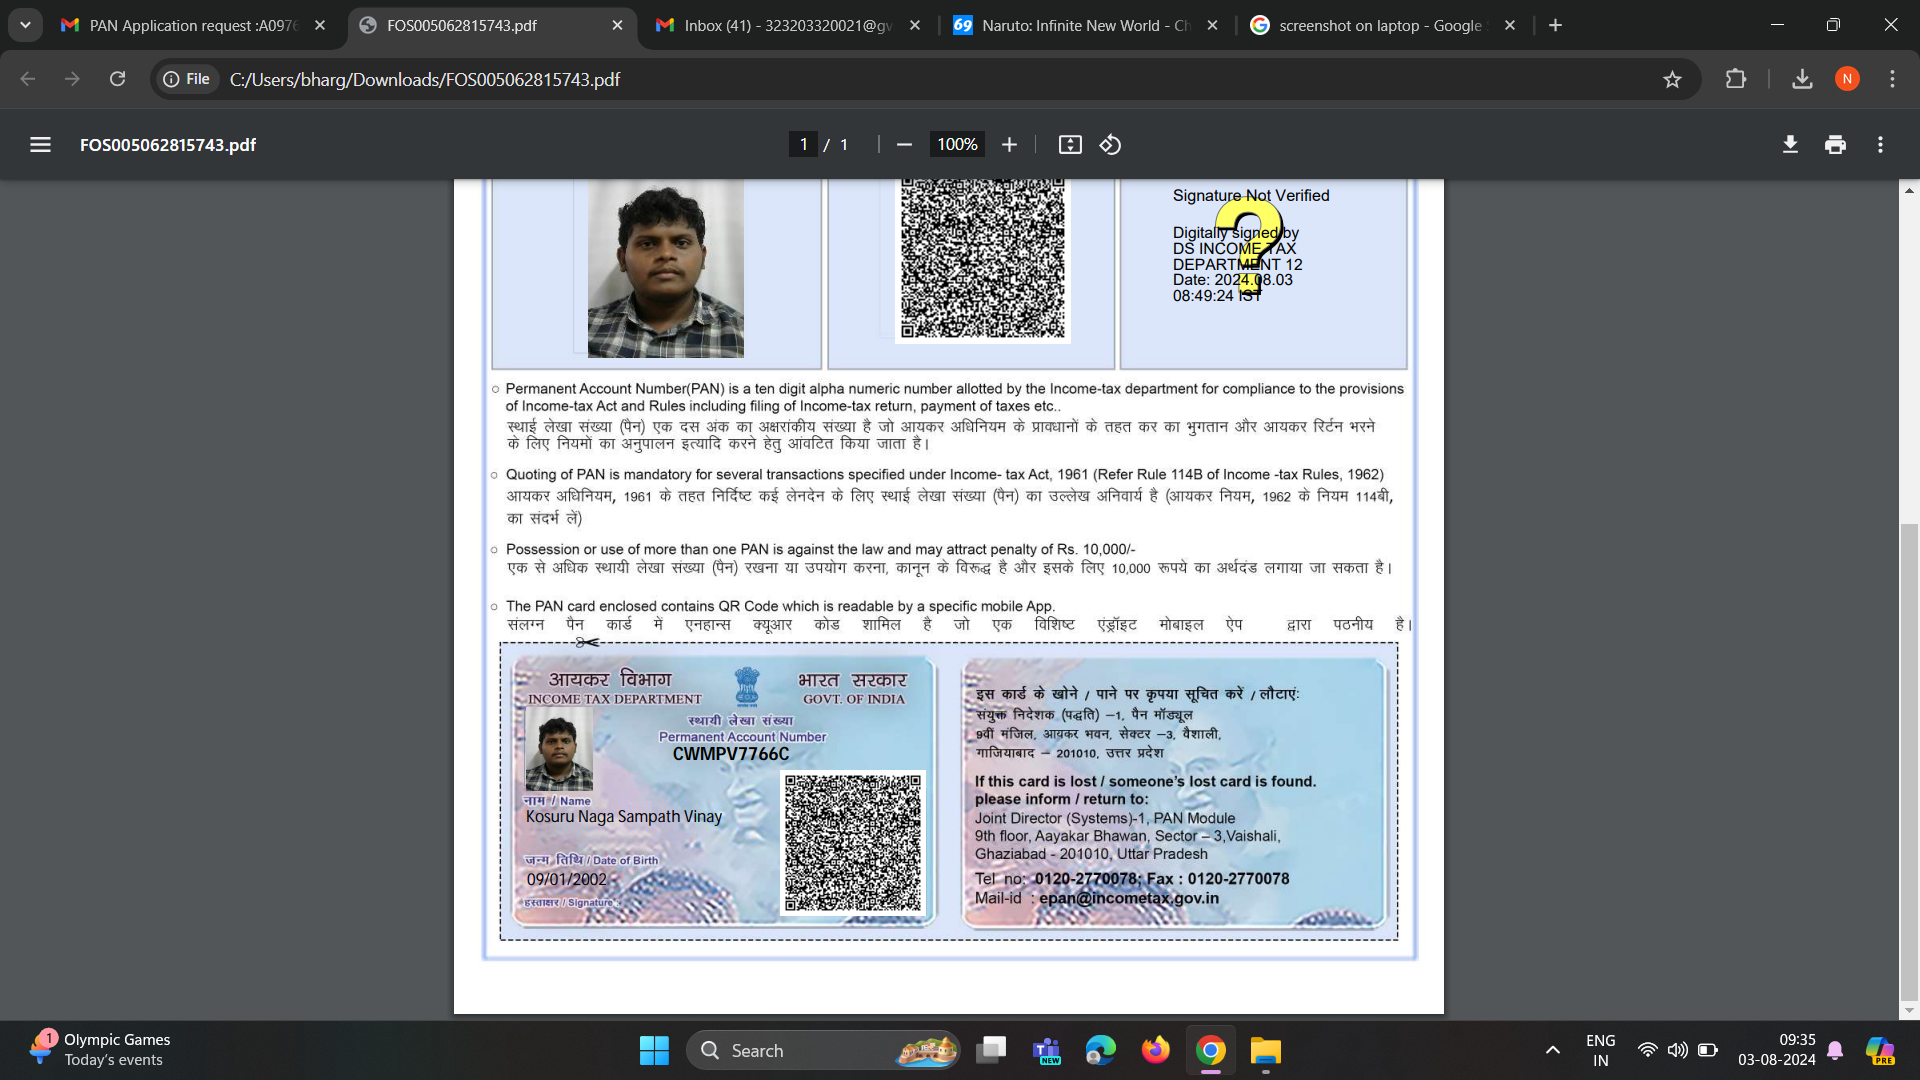 PAN Application request :A0976
FOS005062815743.pdf
Inbox (41) - 323203320021@gv
Naruto: Infinite New World - Ch
screenshot on laptop - Google S
File
C:/Users/bharg/Downloads/FOS005062815743.pdf
N
FOS005062815743.pdf
1 / 1
100%
Signature Not Verified
?
Digitally signed by
DS INCOME TAX
DEPARTMENT 12
Date: 2024.08.03
08:49:24 IST
Permanent Account Number(PAN) is a ten digit alpha numeric number allotted by the Income-tax department for compliance to the provisions
of Income-tax Act and Rules including filing of Income-tax return, payment of taxes etc..
स्थाई लेखा संख्या (पैन) एक दस अंक का अक्षरांकीय संख्या है जो आयकर अधिनियम के प्रावधानों के तहत कर का भुगतान और आयकर रिर्टन भरने
के लिए नियमों का अनुपालन इत्यादि करने हेतु आंवटित किया जाता है।
Quoting of PAN is mandatory for several transactions specified under Income- tax Act, 1961 (Refer Rule 114B of Income -tax Rules, 1962)
आयकर अधिनियम, 1961 के तहत निर्दिष्ट कई लेनदेन के लिए स्थाई लेखा संख्या (पैन) का उल्लेख अनिवार्य है (आयकर नियम, 1962 के नियम 114बी,
का संदर्भ लें)
Possession or use of more than one PAN is against the law and may attract penalty of Rs. 10,000/-
एक से अधिक स्थायी लेखा संख्या (पैन) रखना या उपयोग करना, कानून के विरूद्ध है और इसके लिए 10,000 रूपये का अर्थदंड लगाया जा सकता है।
The PAN card enclosed contains QR Code which is readable by a specific mobile App.
संलग्न पैन कार्ड में एनहान्स क्यूआर कोड शामिल है जो एक विशिष्ट एंड्रॉइट मोबाइल ऐप द्वारा पठनीय है।
आयकर विभाग
INCOME TAX DEPARTMENT
भारत सरकार
GOVT. OF INDIA
स्थायी लेखा संख्या
Permanent Account Number
CWMPV7766C
नाम / Name
Kosuru Naga Sampath Vinay
जन्म तिथि / Date of Birth
09/01/2002
हस्ताक्षर / Signature :-
इस कार्ड के खोने / पाने पर कृपया सूचित करें / लौटाएं:
संयुक्त निदेशक (पद्धति) –1, पैन मॉड्यूल
9वीं मंजिल, आयकर भवन, सेक्टर –3, वैशाली,
गाजियाबाद – 201010, उत्तर प्रदेश
If this card is lost / someone's lost card is found.
please inform / return to:
Joint Director (Systems)-1, PAN Module
9th floor, Aayakar Bhawan, Sector – 3,Vaishali,
Ghaziabad - 201010, Uttar Pradesh
Tel no: 0120-2770078; Fax : 0120-2770078
Mail-id : epan@incometax.gov.in
1
Olympic Games
Today's events
Search
NEW
ENG
IN
09:35
03-08-2024
PRE